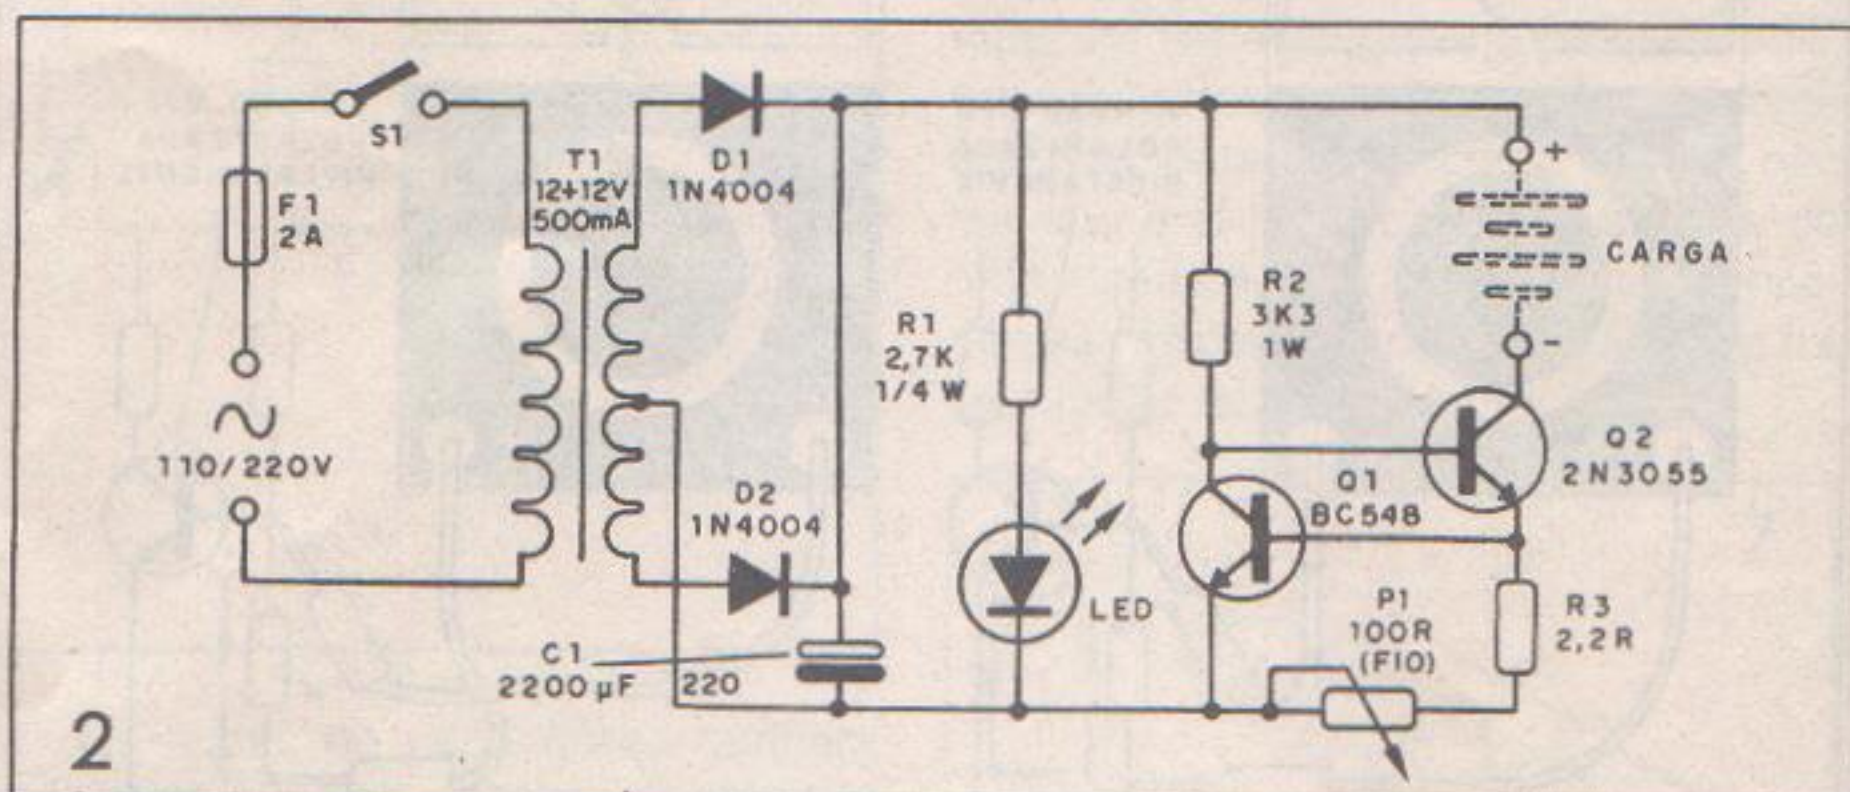 S1
F1
2A
110/220V
T1
12+12V
500mA
D1
1N4004
D2
1N4004
C1
2200µF
220
R1
2,7K
1/4 W
LED
R2
3K3
1W
Q1
BC548
+
CARGA
-
Q2
2N3055
P1
100R
(FIO)
R3
2,2R
2